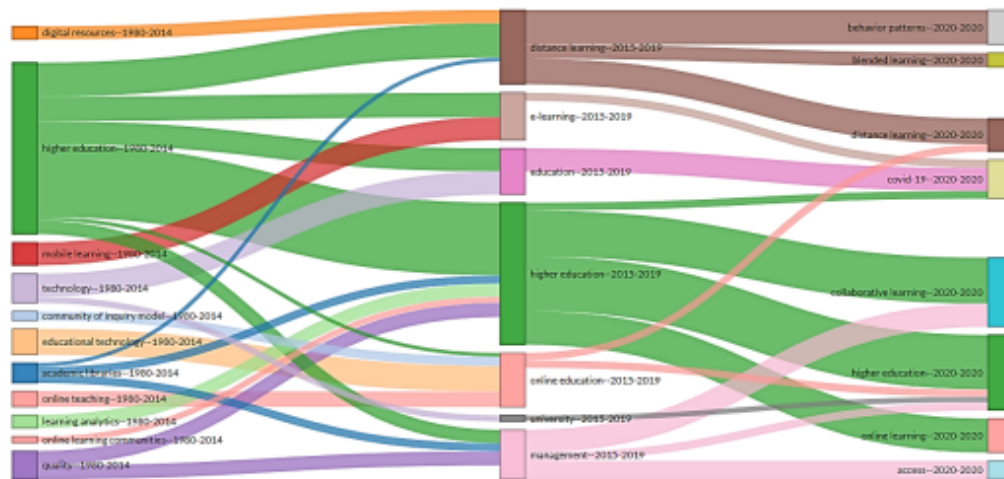 digital resources--1980-2014
higher education--1980-2014
mobile learning--1980-2014
technology--1980-2014
community of inquiry model--1980-2014
educational technology--1980-2014
academic libraries--1980-2014
online teaching--1980-2014
learning analytics--1980-2014
online learning communities--1980-2014
quality--1980-2014
distance learning--2015-2019
e-learning--2015-2019
education--2015-2019
higher education--2015-2019
online education--2015-2019
university--2015-2019
management--2015-2019
behavior patterns--2020-2020
blended learning--2020-2020
distance learning--2020-2020
covid-19--2020-2020
collaborative learning--2020-2020
higher education--2020-2020
online learning--2020-2020
access--2020-2020